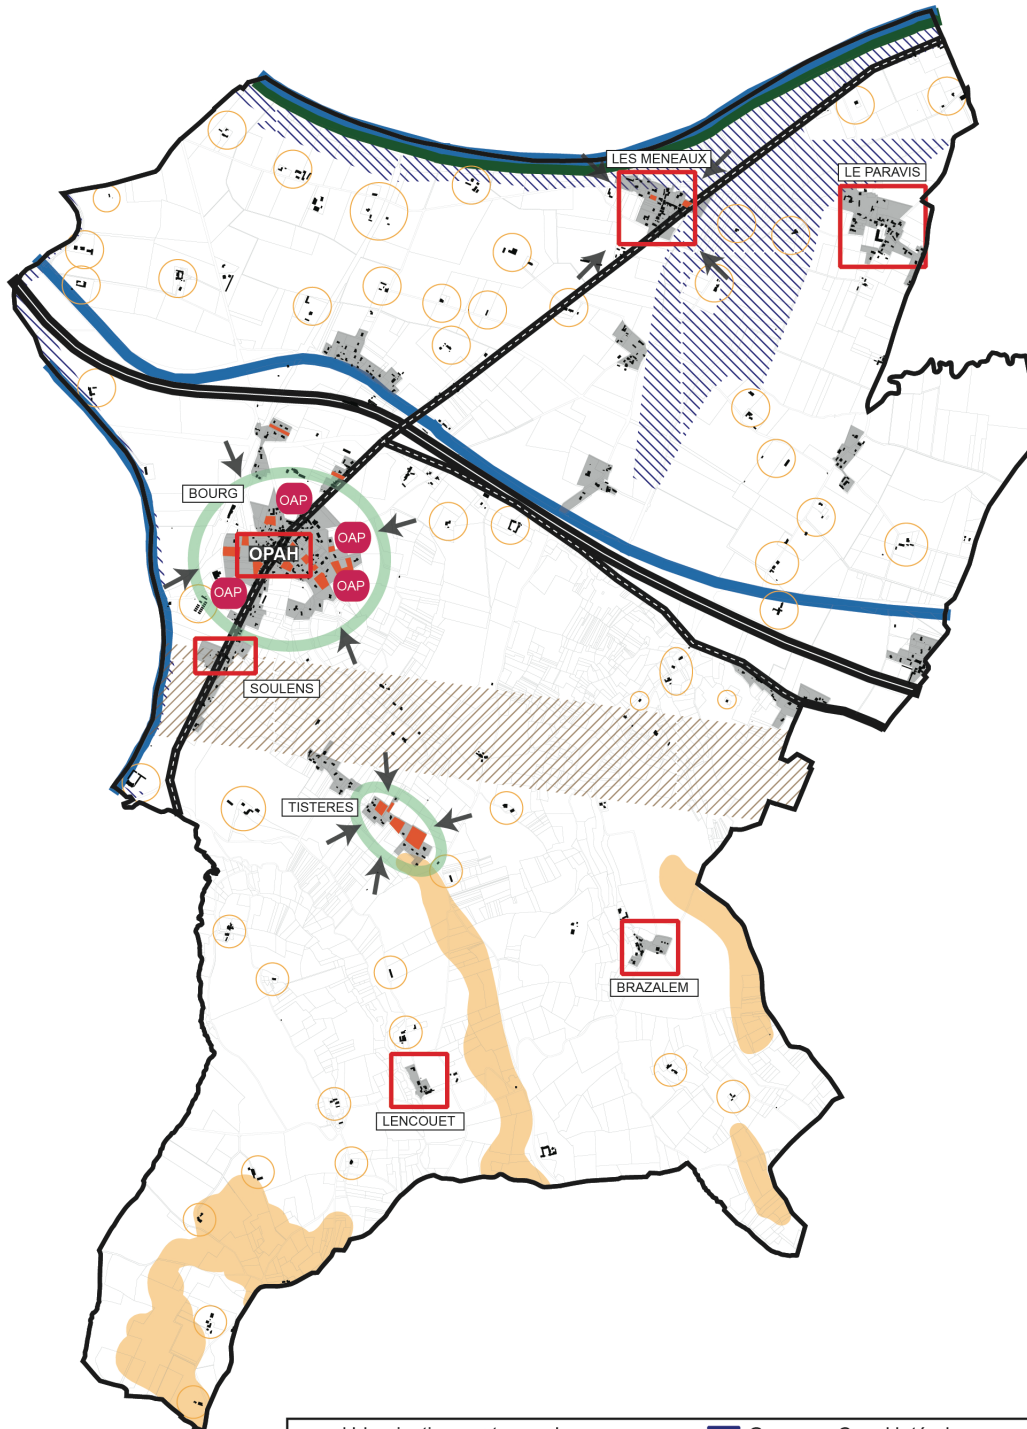 LES MENEAUX
LE PARAVIS
BOURG
OAP
OAP
OPAH
OAP
OAP
SOULENS
TISTERES
BRAZALEM
LENCOUET